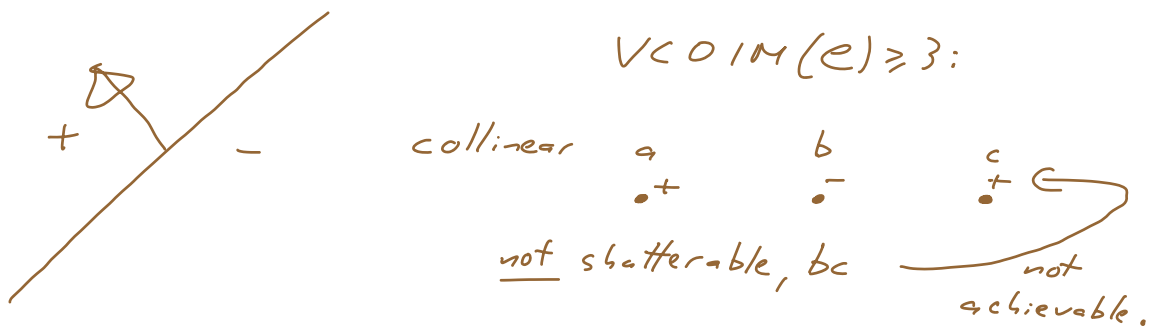 VCDIM(C) ≥ 3:
+ -
collinear a b c
+ - +
not shatterable, bc
not
achievable.